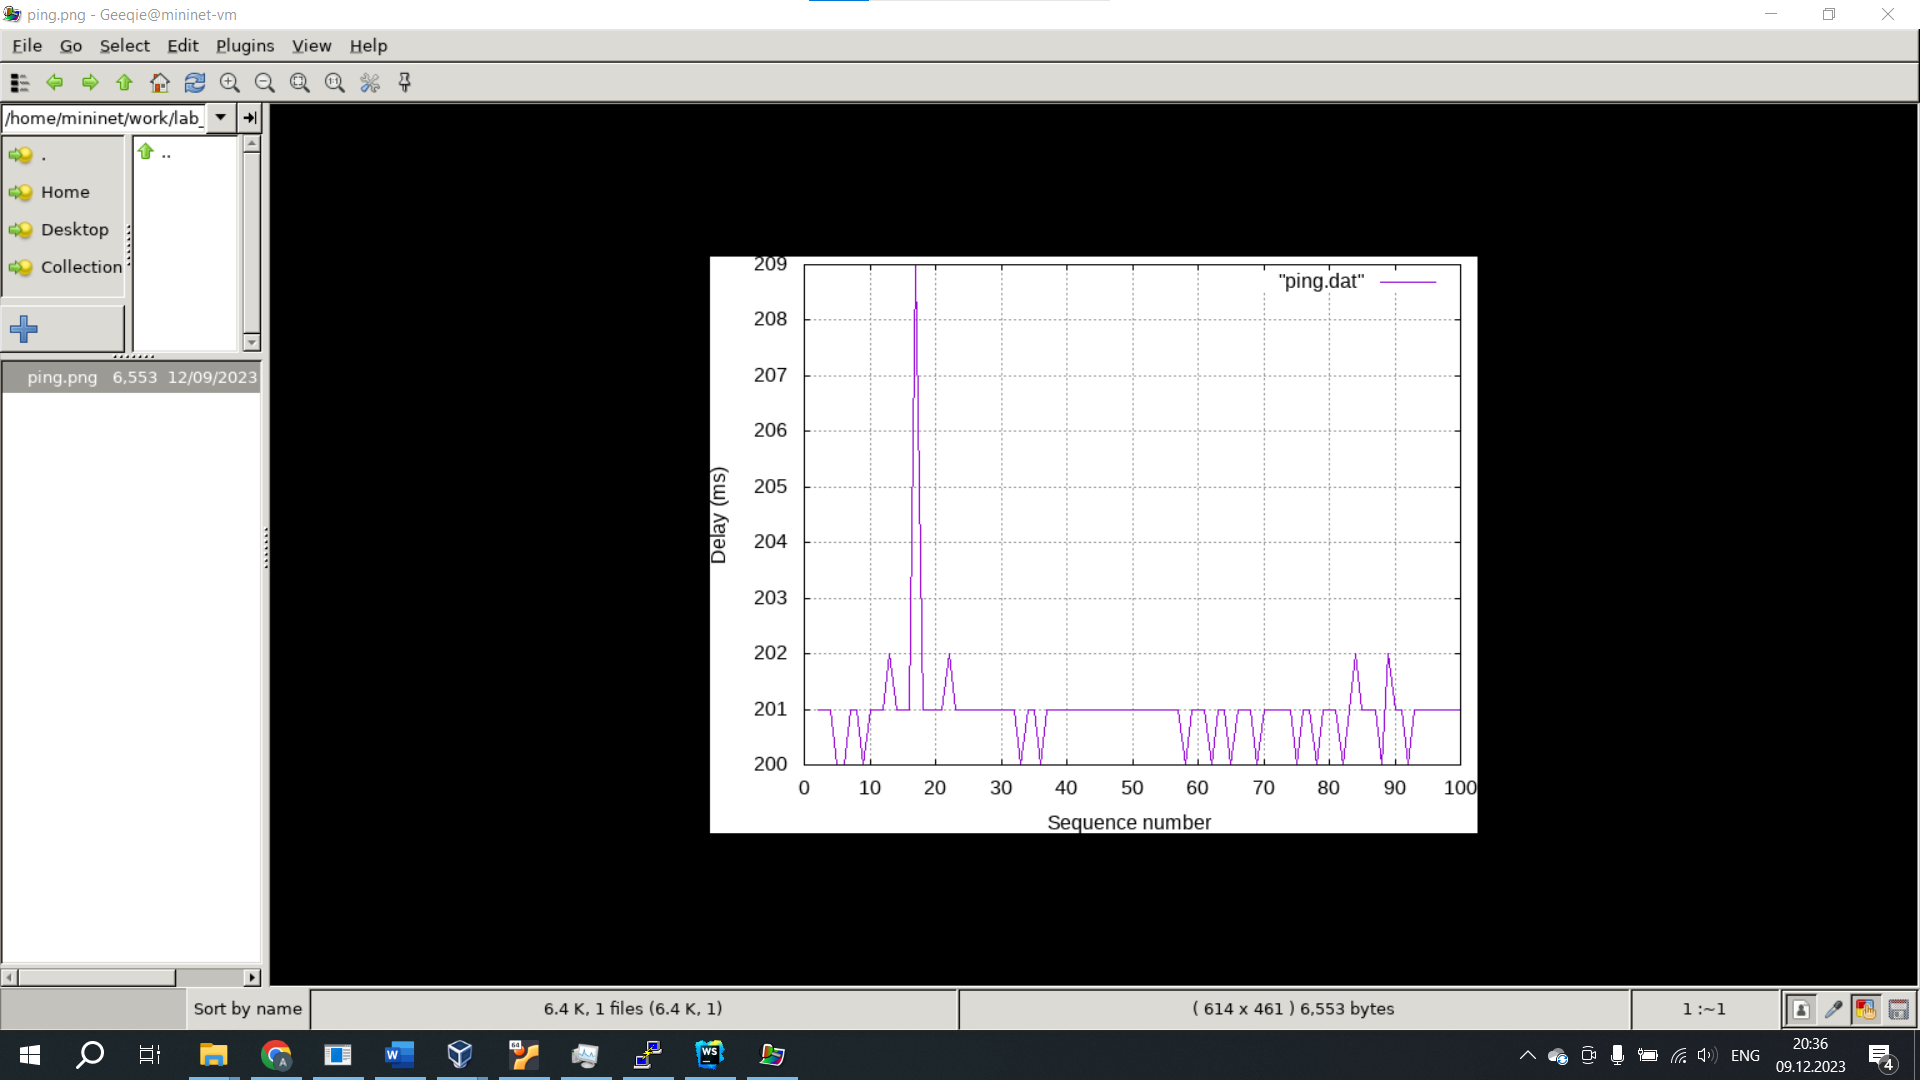 ping.png - Geeqie@mininet-vm
File Go Select Edit Plugins View Help
/home/mininet/work/lab_
.
Home
Desktop
Collection
..
ping.png 6,553 12/09/2023
209
208
207
206
205
204
203
202
201
200
Delay (ms)
"ping.dat"
0 10 20 30 40 50 60 70 80 90 100
Sequence number
Sort by name
6.4 K, 1 files (6.4 K, 1)
( 614 x 461 ) 6,553 bytes
1 :~1
64
W
WS
A
ENG
20:36
09.12.2023
4